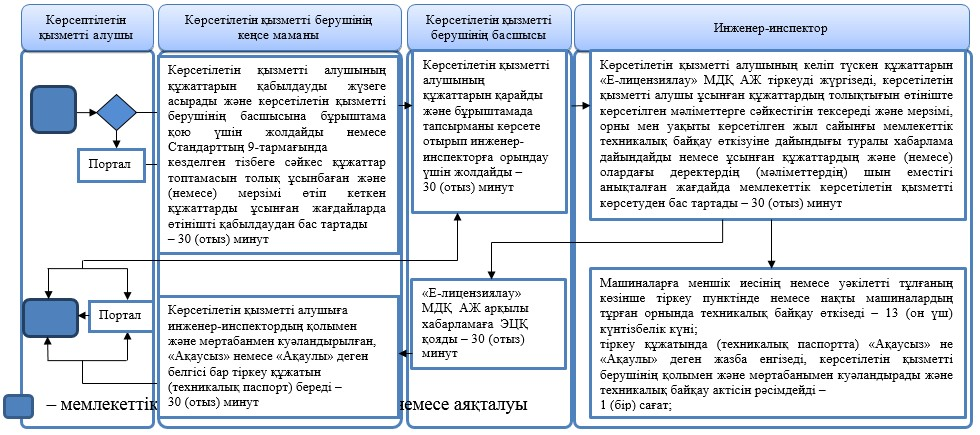 Көрсептілетін
қызметті алушы
Көрсетілетін қызметті берушінің
кеңсе маманы
Көрсетілетін қызметті
берушінің басшысы
Инженер-инспектор
Портал
Көрсетілетін қызметті алушының
құжаттарын қабылдауды жүзеге
асырады және көрсетілетін қызметті
берушінің басшысына бұрыштама
қою үшін жолдайды немесе
Стандарттың 9-тармағында
көзделген тізбеге сәйкес құжаттар
топтамасын толық ұсынбаған және
(немесе) мерзімі өтіп кеткен
құжаттарды ұсынған жағдайларда
өтінішті қабылдаудан бас тартады
– 30 (отыз) минут
Көрсетілетін қызметті
алушының
құжаттарын қарайды
және бұрыштамада
тапсырманы көрсете
отырып инженер-
инспекторға орындау
үшін жолдайды –
30 (отыз) минут
Көрсетілетін қызметті алушының келіп түскен құжаттарын
«Е-лицензиялау» МДҚ АЖ тіркеуді жүргізеді, көрсетілетін
қызметті алушы ұсынған құжаттардың толықтығын өтініште
көрсетілген мәліметтерге сәйкестігін тексереді және мерзімі,
орны мен уақыты көрсетілген жыл сайынғы мемлекеттік
техникалық байқау өткізуіне дайындығы туралы хабарлама
дайындайды немесе ұсынған құжаттардың және (немесе)
олардағы деректердің (мәліметтердің) шын еместігі
анықталған жағдайда мемлекеттік көрсетілетін қызметті
көрсетуден бас тартады – 30 (отыз) минут
Портал
Көрсетілетін қызметті алушыға
инженер-инспектордың қолымен
және мөртабанмен куәландырылған,
«Ақаусыз» немесе «Ақаулы» деген
белгісі бар тіркеу құжатын
(техникалық паспорт) береді –
30 (отыз) минут
«Е-лицензиялау»
МДҚ АЖ арқылы
хабарламаға ЭЦҚ
қояды – 30 (отыз)
минут
Машиналарға меншік иесінің немесе уәкілетті тұлғаның
көзінше тіркеу пунктінде немесе нақты машиналардың
тұрған орнында техникалық байқау өткізеді – 13 (он үш)
күнтізбелік күні;
тіркеу құжатында (техникалық паспортта) «Ақаусыз» не
«Ақаулы» деген жазба енгізеді, көрсетілетін қызметті
берушінің қолымен және мөртабанымен куәландырады және
техникалық байқау актісін рәсімдейді –
1 (бір) сағат;
– мемлекеттік немесе аяқталуы